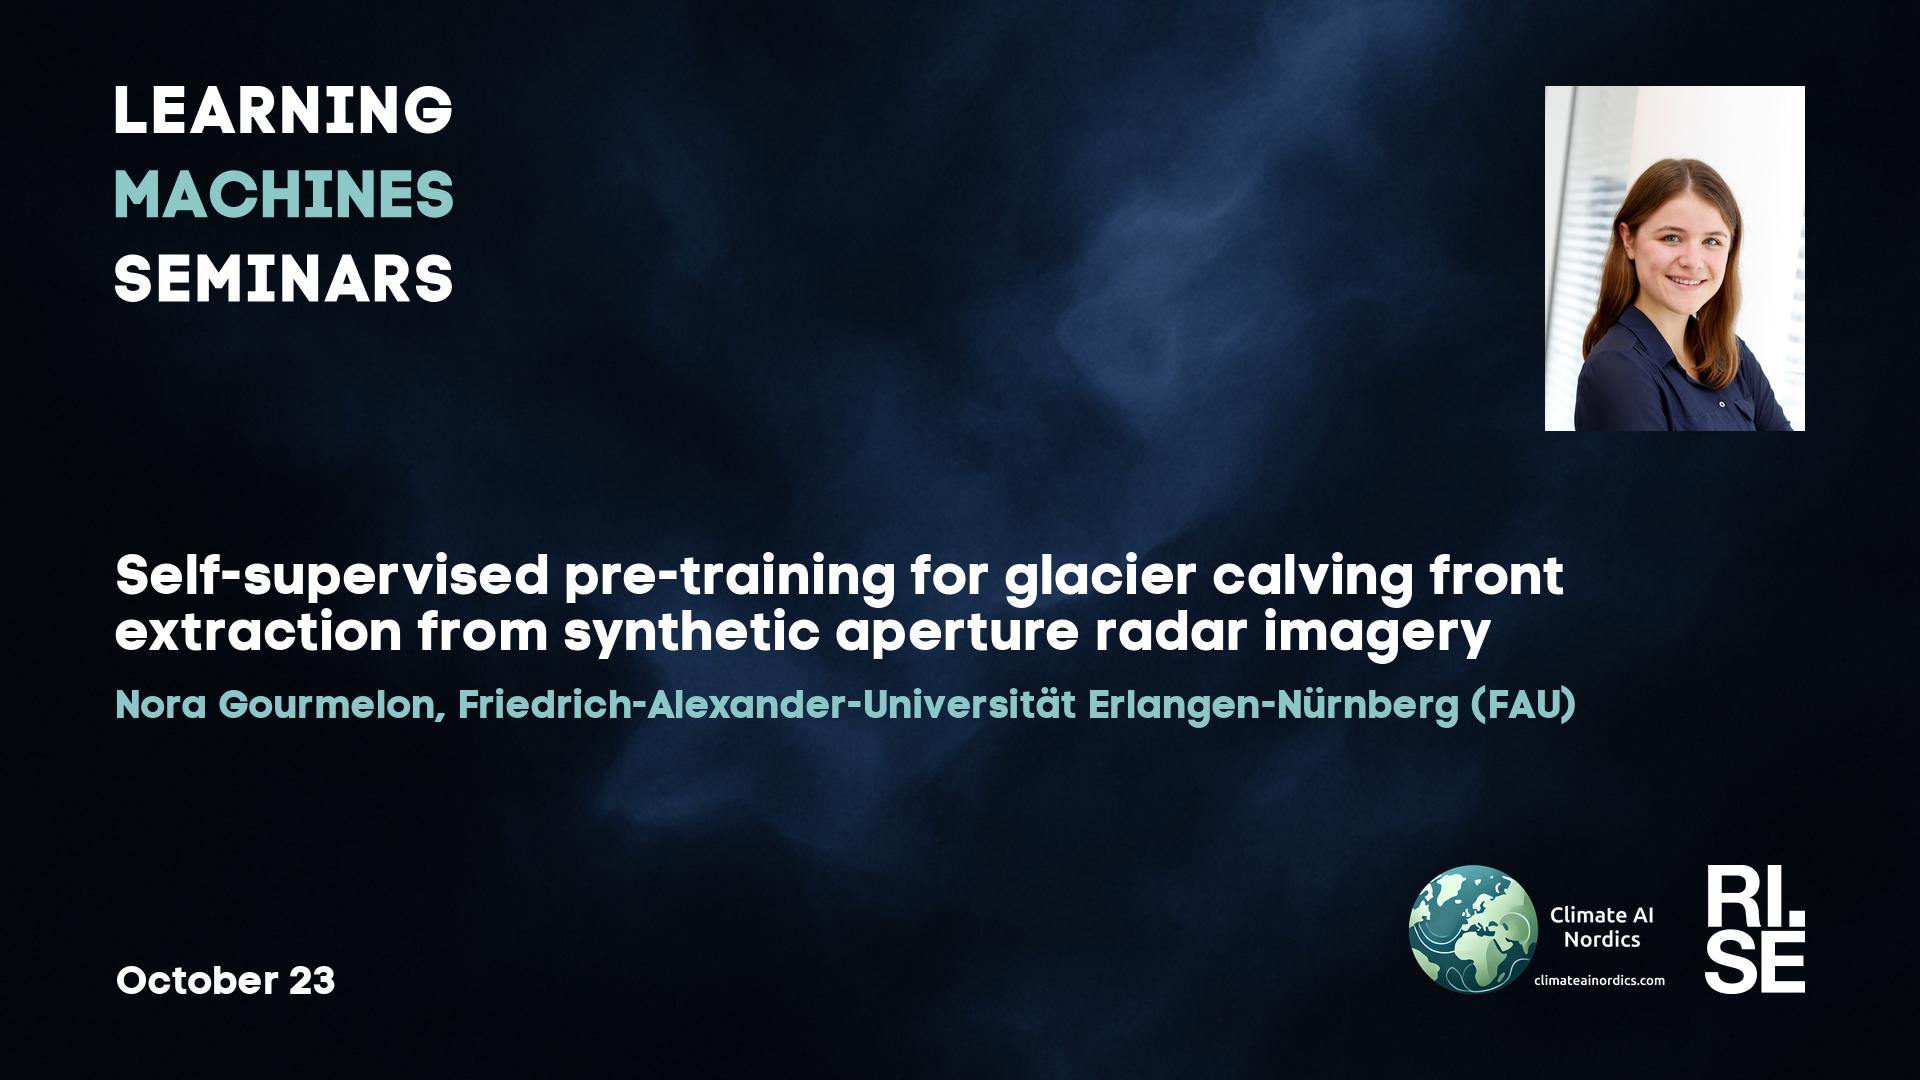 LEARNING
MACHINES
SEMINARS
Self-supervised pre-training for glacier calving front
extraction from synthetic aperture radar imagery
Nora Gourmelon, Friedrich-Alexander-Universität Erlangen-Nürnberg (FAU)
October 23
Climate AI
Nordics
climateainordics.com
RI.
SE